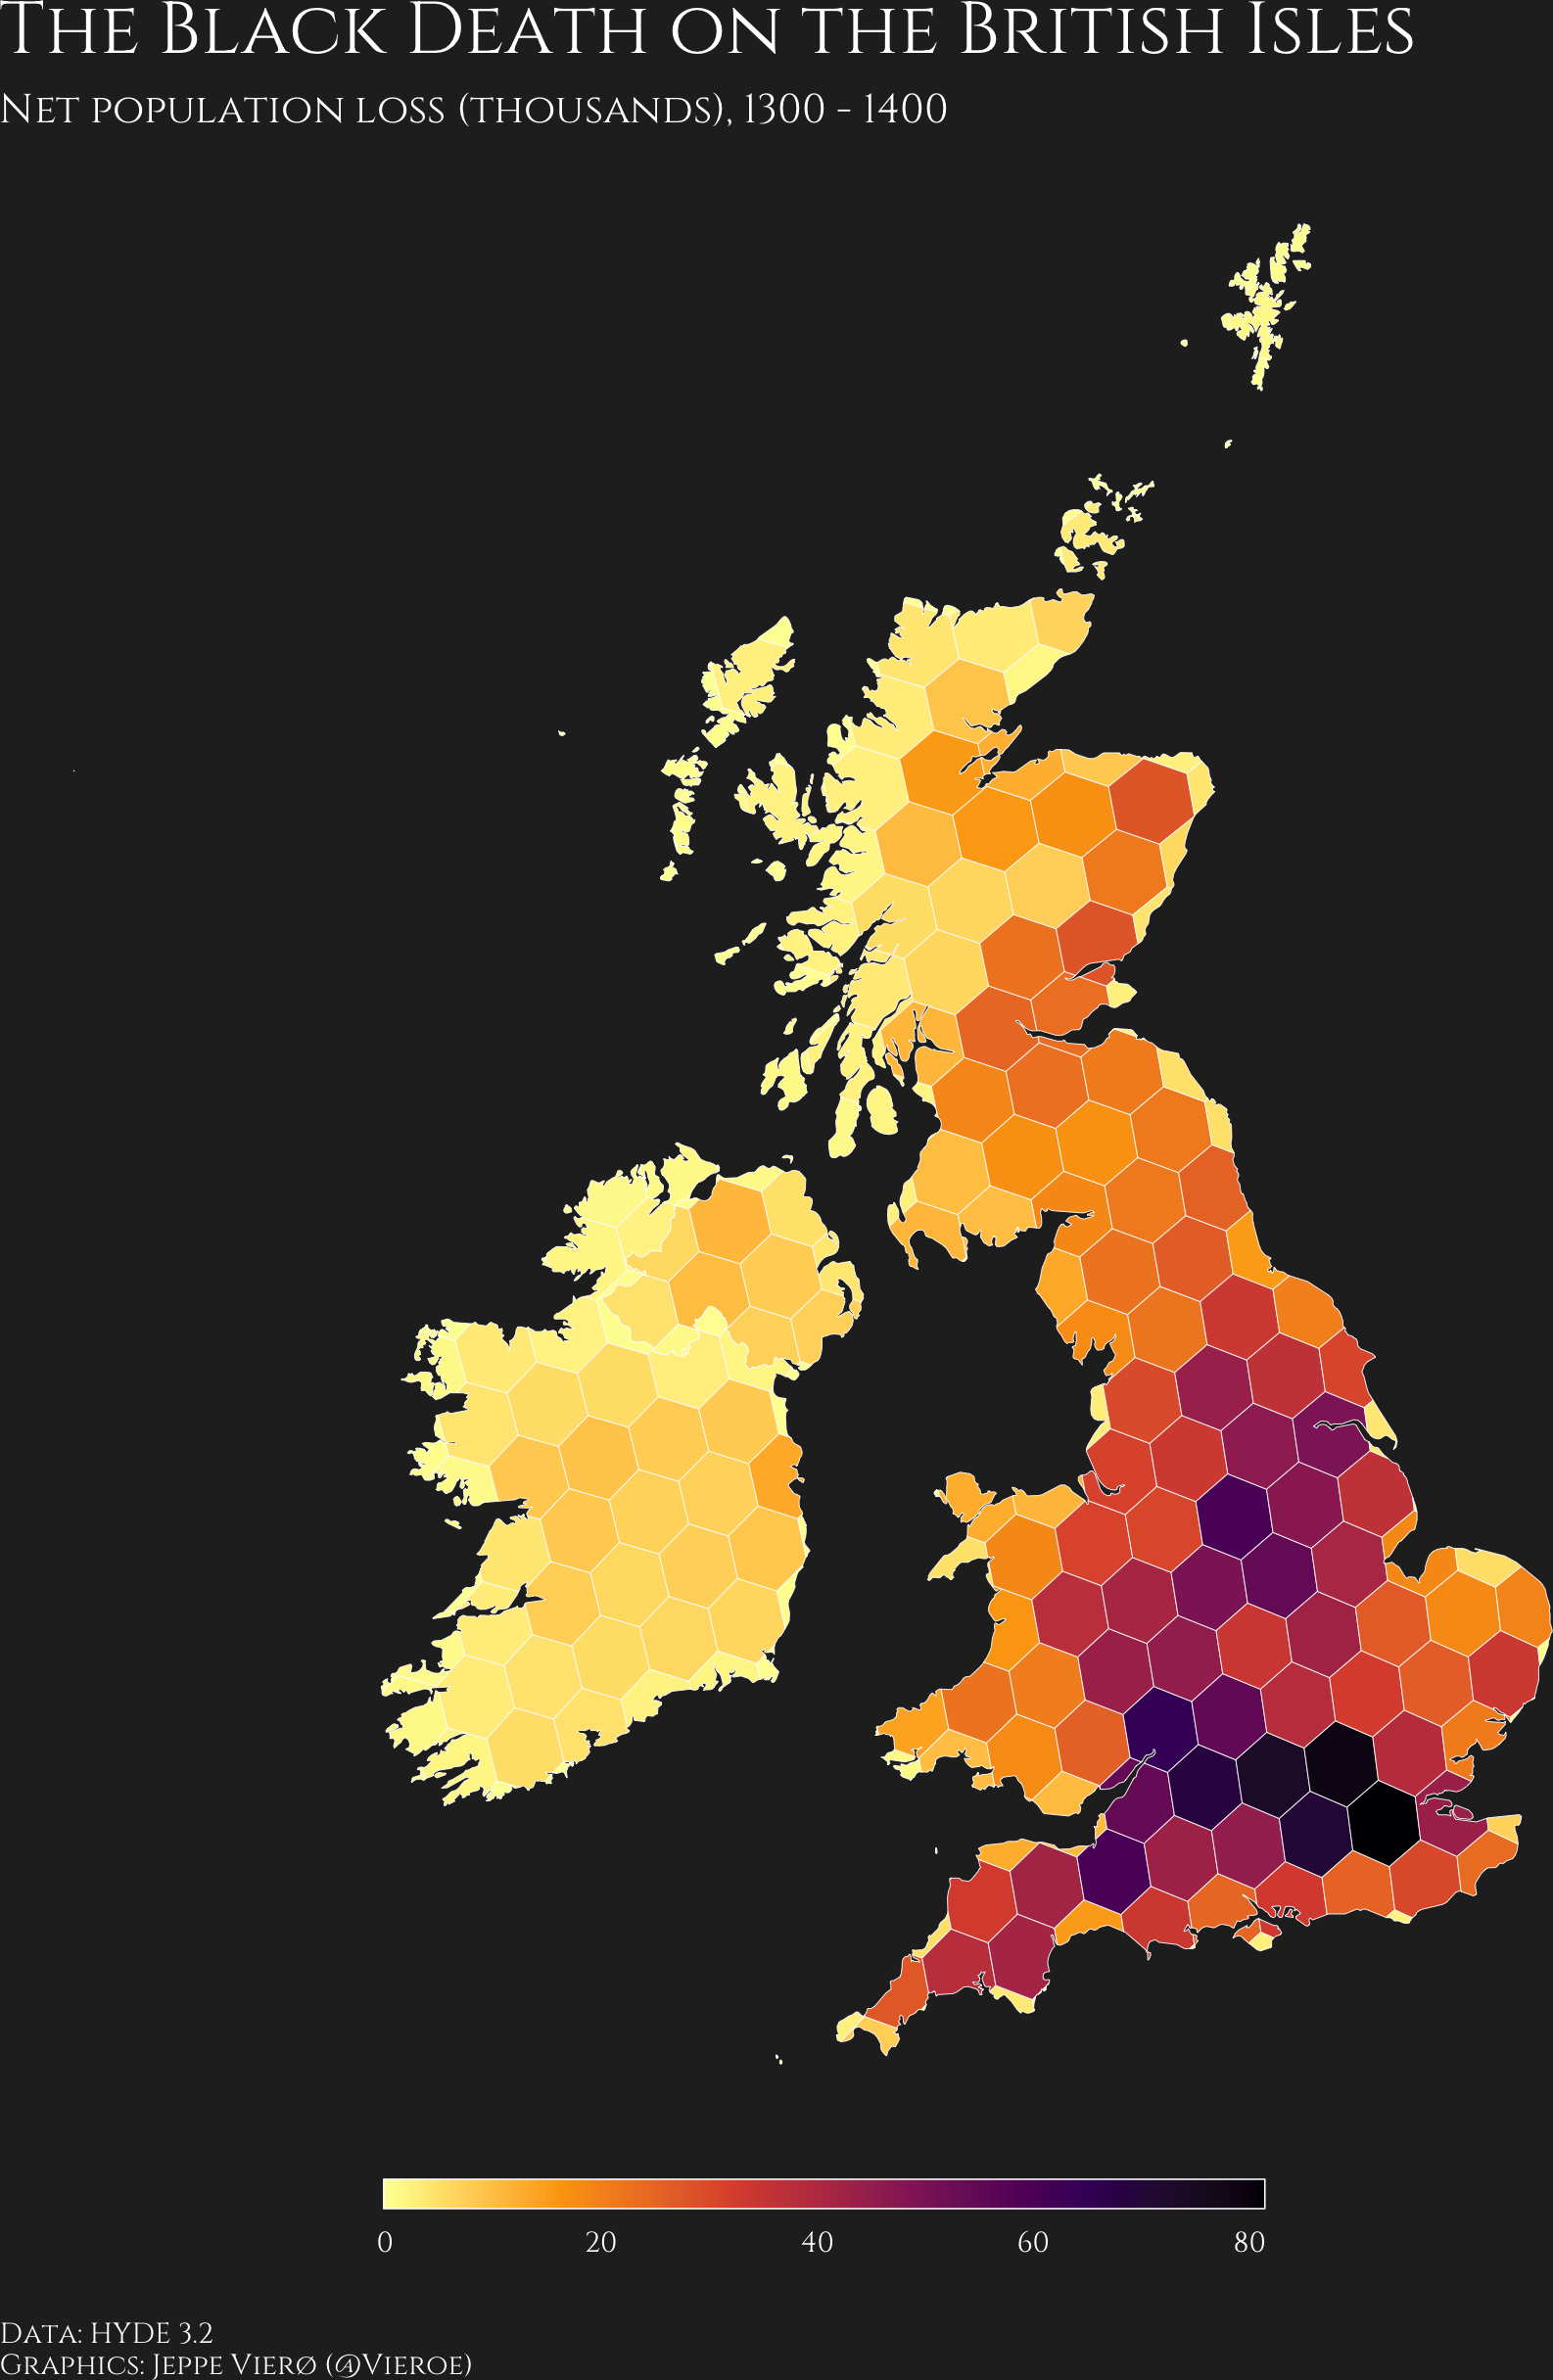 The Black Death on the British Isles
Net population loss (thousands), 1300 - 1400
0 20 40 60 80
Data: HYDE 3.2
Graphics: Jeppe Vierø (@Vieroe)